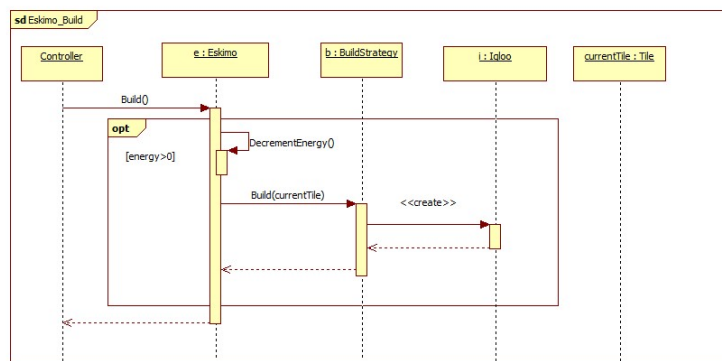 sd Eskimo_Build
Controller
e : Eskimo
b : BuildStrategy
i : Igloo
currentTile : Tile
Build()
opt
[energy>0]
DecrementEnergy()
Build(currentTile)
<<create>>